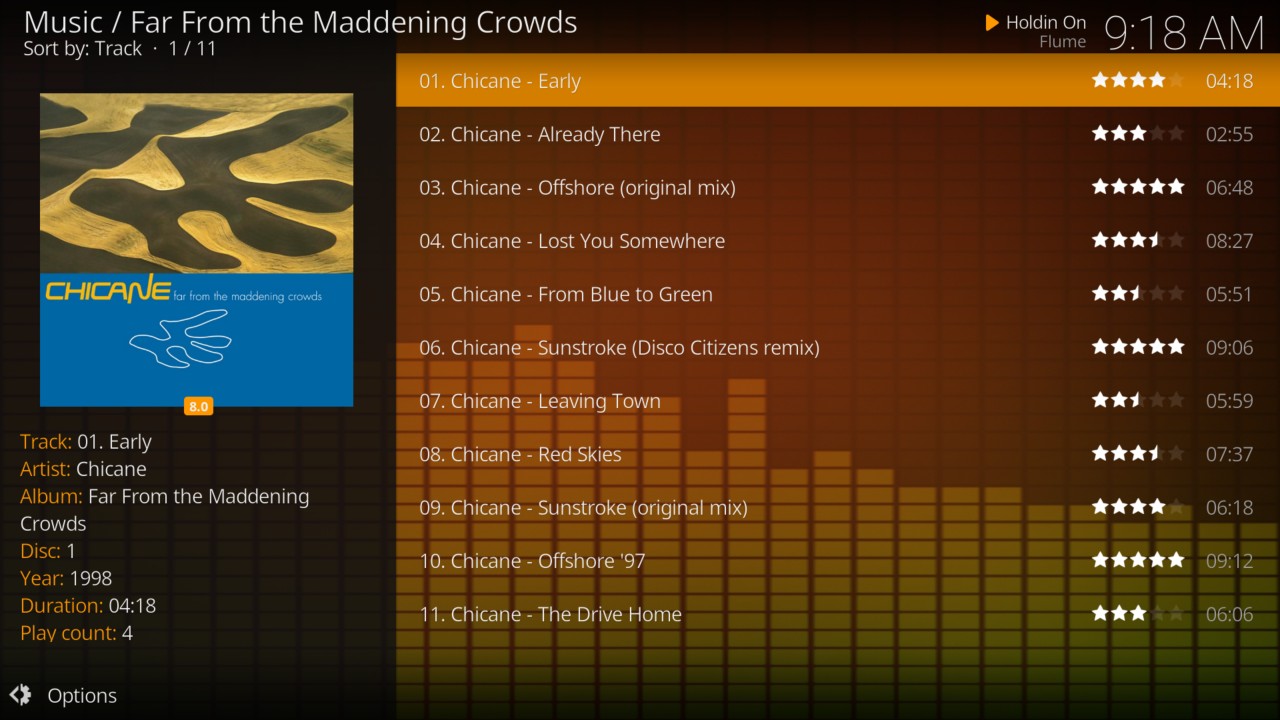 Music / Far From the Maddening Crowds
Sort by: Track · 1 / 11
Holdin On
Flume
9:18 AM
CHICANE far from the maddening crowds
8.0
Track: 01. Early
Artist: Chicane
Album: Far From the Maddening
Crowds
Disc: 1
Year: 1998
Duration: 04:18
Play count: 4
01. Chicane - Early 04:18
02. Chicane - Already There 02:55
03. Chicane - Offshore (original mix) 06:48
04. Chicane - Lost You Somewhere 08:27
05. Chicane - From Blue to Green 05:51
06. Chicane - Sunstroke (Disco Citizens remix) 09:06
07. Chicane - Leaving Town 05:59
08. Chicane - Red Skies 07:37
09. Chicane - Sunstroke (original mix) 06:18
10. Chicane - Offshore '97 09:12
11. Chicane - The Drive Home 06:06
Options